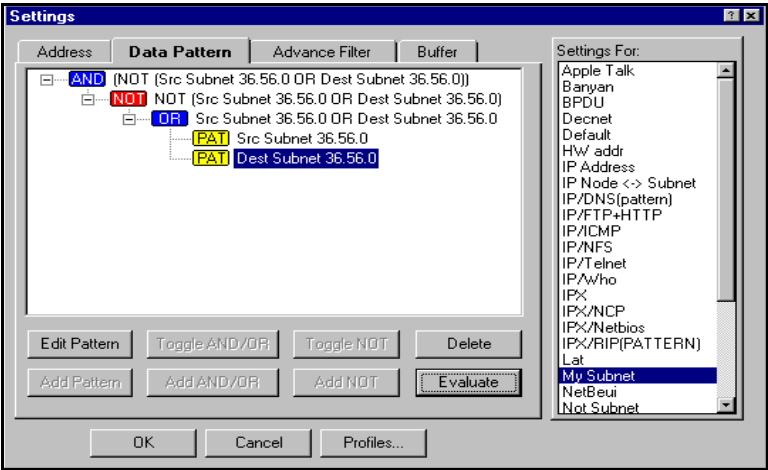 Settings
Address Data Pattern Advance Filter Buffer
AND (NOT (Src Subnet 36.56.0 OR Dest Subnet 36.56.0))
NOT NOT (Src Subnet 36.56.0 OR Dest Subnet 36.56.0)
OR Src Subnet 36.56.0 OR Dest Subnet 36.56.0
PAT Src Subnet 36.56.0
PAT Dest Subnet 36.56.0
Edit Pattern Toggle AND/OR Toggle NOT Delete
Add Pattern Add AND/OR Add NOT Evaluate
OK Cancel Profiles...
Settings For:
Apple Talk
Banyan
BPDU
Decnet
Default
HW addr
IP Address
IP Node <-> Subnet
IP/DNS(pattern)
IP/FTP+HTTP
IP/ICMP
IP/NFS
IP/Telnet
IP/Who
IPX
IPX/NCP
IPX/Netbios
IPX/RIP(PATTERN)
Lat
My Subnet
NetBeui
Not Subnet